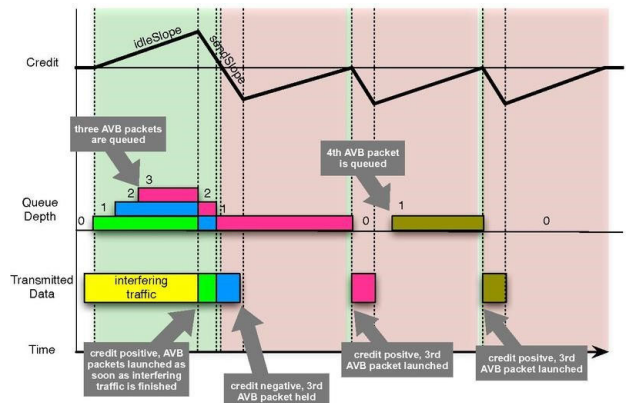 idleSlope
sendSlope
Credit
three AVB packets
are queued
4th AVB packet
is queued
3
2
2
1
1
1
0
0
0
Queue
Depth
Transmitted
Data
interfering
traffic
Time
credit positve, AVB
packets launched as
soon as interfering
traffic is finished
credit negative, 3rd
AVB packet held
credit positve, 3rd
AVB packet launched
credit positve, 3rd
AVB packet launched